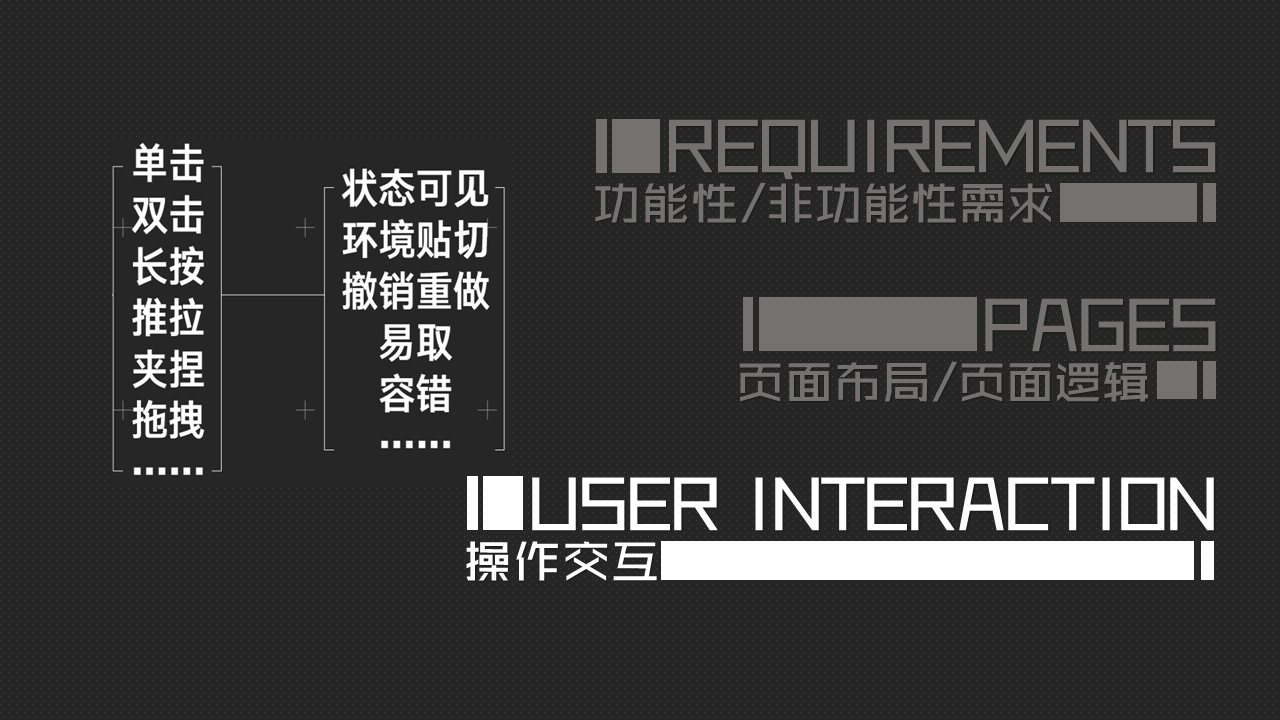 单击
双击
长按
推拉
夹捏
拖拽
......
状态可见
环境贴切
撤销重做
易取
容错
......
REQUIREMENTS
功能性/非功能性需求
PAGES
页面布局/页面逻辑
USER INTERACTION
操作交互